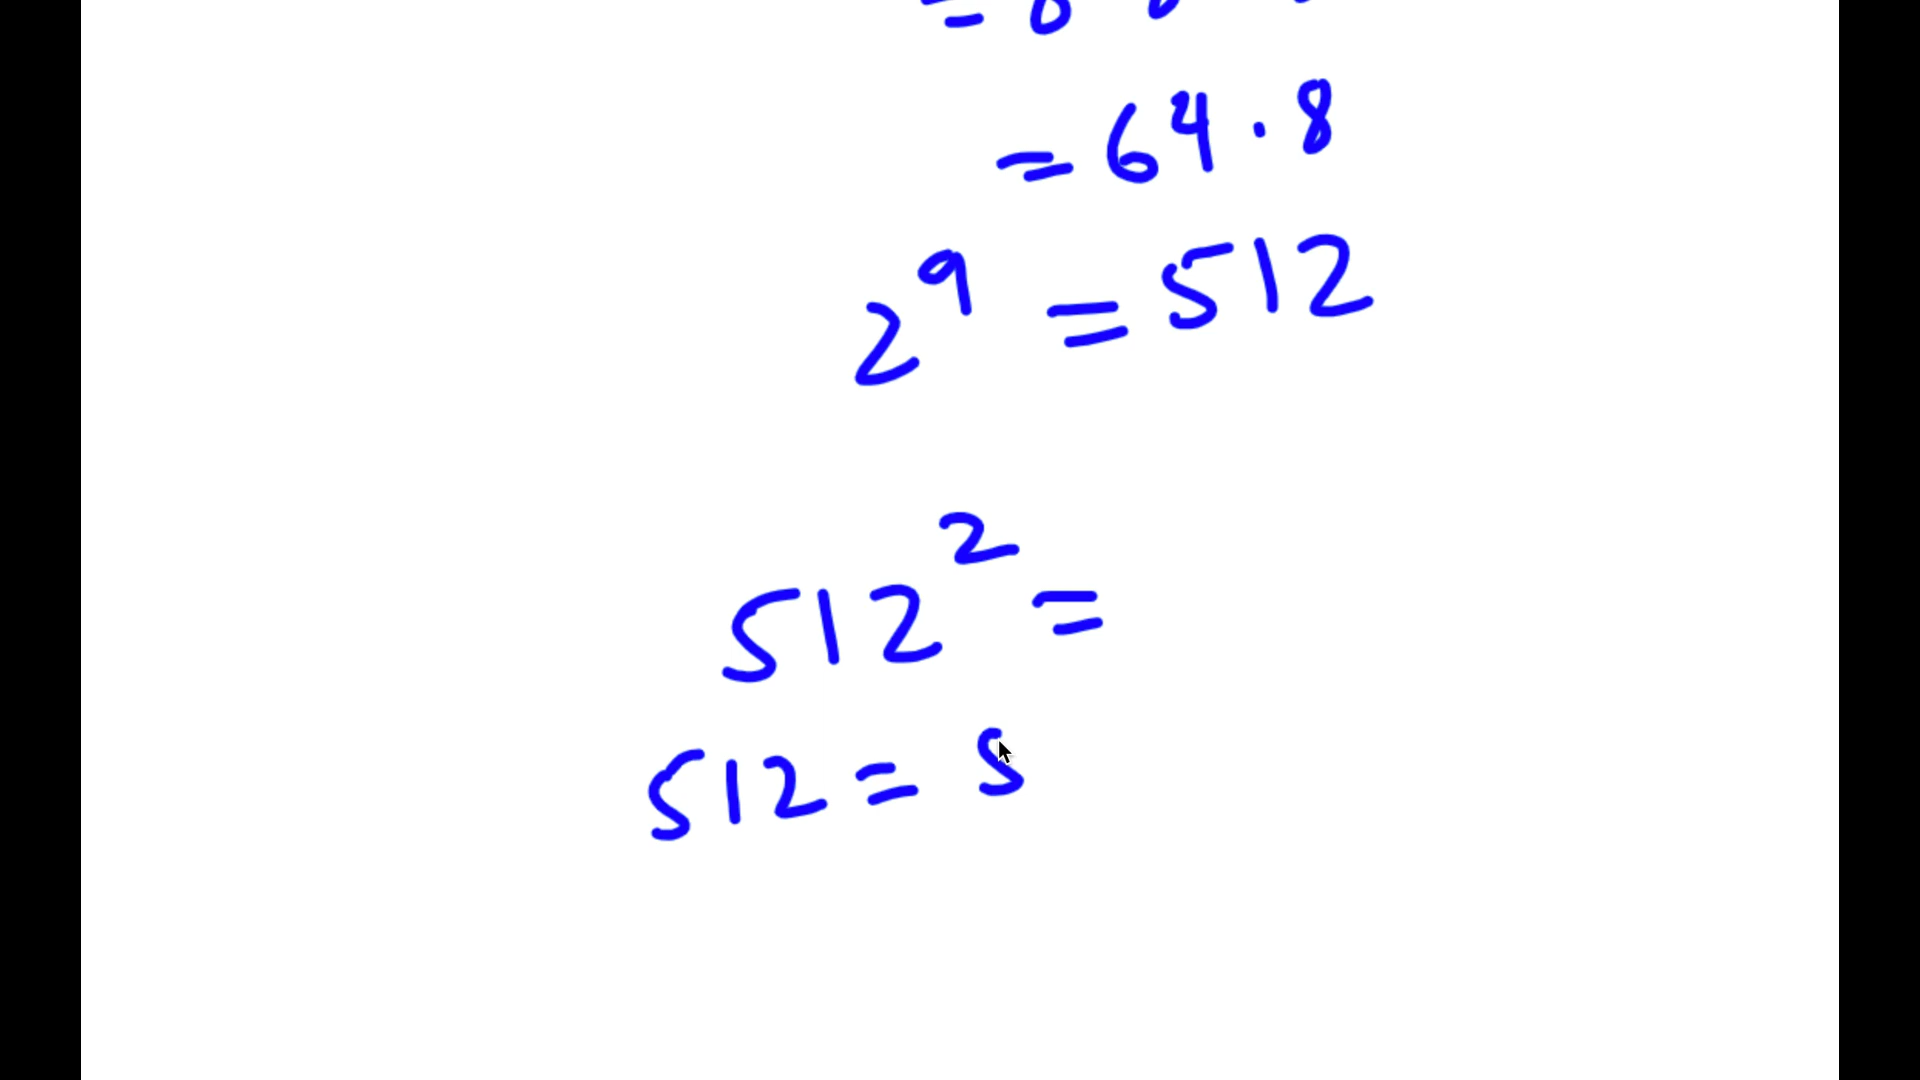 = 64 · 8
2⁹ = 512
512² =
512 = 5